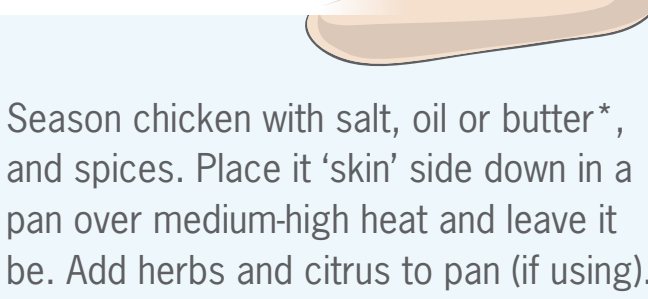 Season chicken with salt, oil or butter*,
and spices. Place it ‘skin’ side down in a
pan over medium-high heat and leave it
be. Add herbs and citrus to pan (if using).